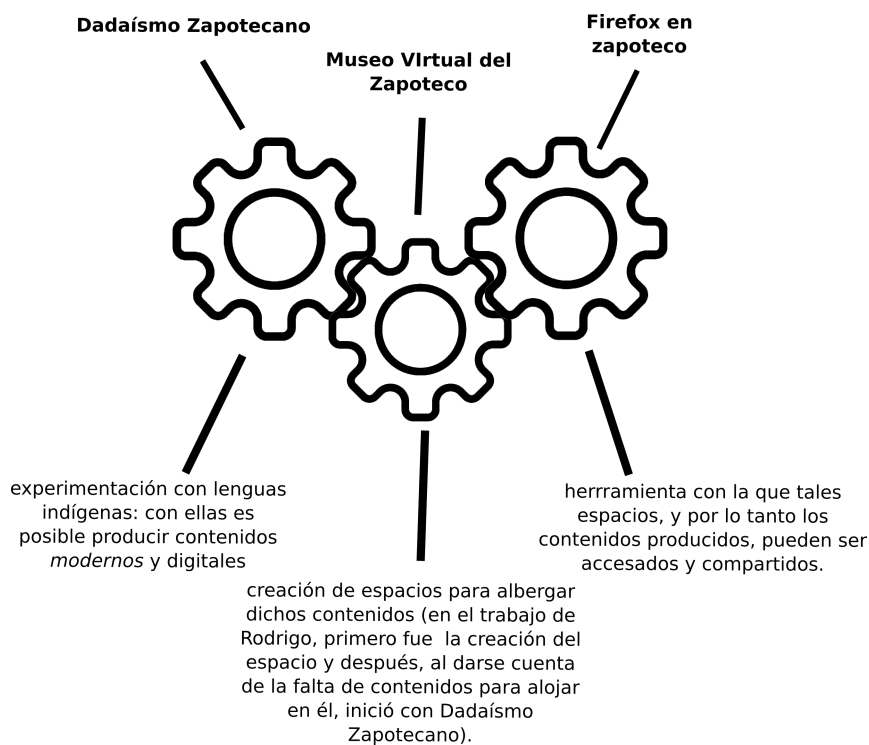 Dadaísmo Zapotecano
Museo VIrtual del
Zapoteco
Firefox en
zapoteco
experimentación con lenguas
indígenas: con ellas es
posible producir contenidos
modernos y digitales
creación de espacios para albergar
dichos contenidos (en el trabajo de
Rodrigo, primero fue  la creación del
espacio y después, al darse cuenta
de la falta de contenidos para alojar
en él, inició con Dadaísmo
Zapotecano).
herrramienta con la que tales
espacios, y por lo tanto los
contenidos producidos, pueden ser
accesados y compartidos.